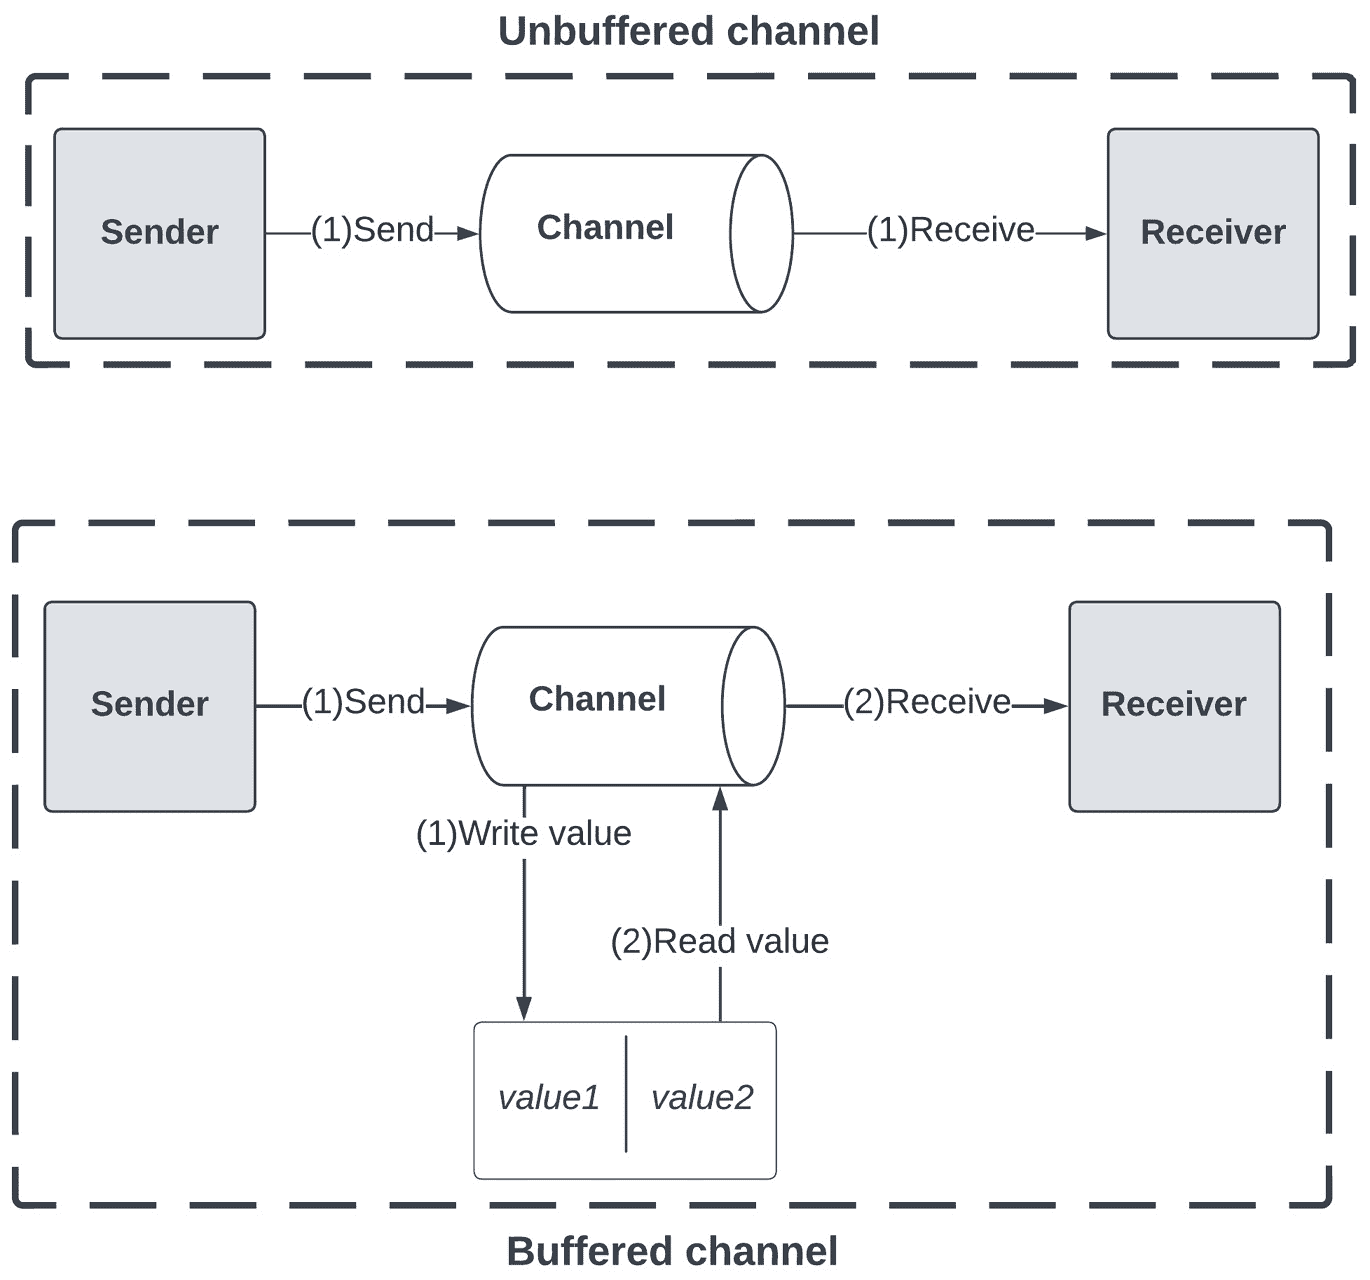 Unbuffered channel
Sender
(1)Send
Channel
(1)Receive
Receiver
Sender
(1)Send
Channel
(2)Receive
Receiver
(1)Write value
(2)Read value
value1
value2
Buffered channel